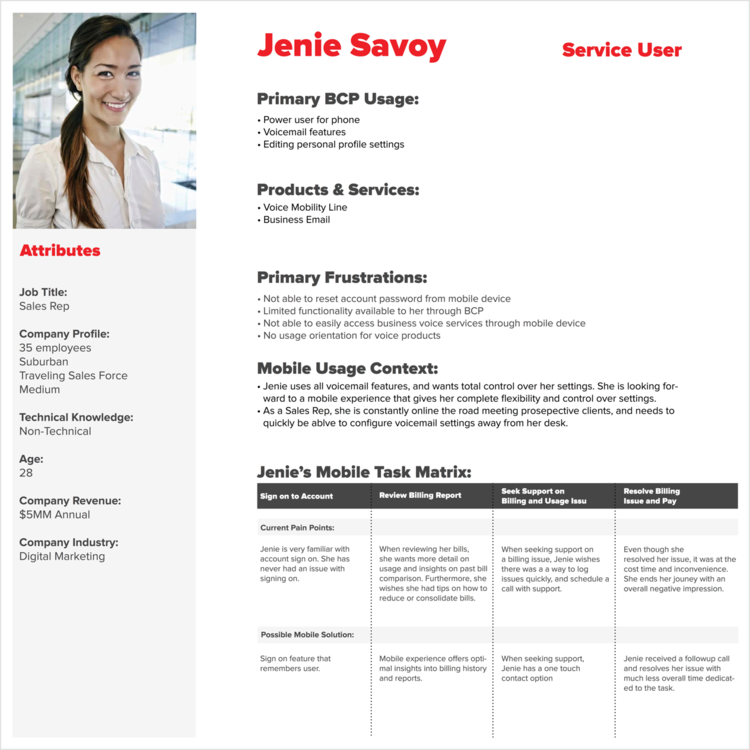 Jenie Savoy
Service User
Primary BCP Usage:
• Power user for phone
• Voicemail features
• Editing personal profile settings
Products & Services:
• Voice Mobility Line
• Business Email
Attributes
Job Title:
Sales Rep
Company Profile:
35 employees
Suburban
Traveling Sales Force
Medium
Technical Knowledge:
Non-Technical
Age:
28
Company Revenue:
$5MM Annual
Company Industry:
Digital Marketing
Primary Frustrations:
• Not able to reset account password from mobile device
• Limited functionality available to her through BCP
• Not able to easily access business voice services through mobile device
• No usage orientation for voice products
Mobile Usage Context:
• Jenie uses all voicemail features, and wants total control over her settings. She is looking for-
ward to a mobile experience that gives her complete flexibility and control over settings.
• As a Sales Rep, she is constantly online the road meeting prosepective clients, and needs to
quickly be ablve to configure voicemail settings away from her desk.
Jenie's Mobile Task Matrix:
Sign on to Account
Review Billing Report
Seek Support on
Billing and Usage Issu
Resolve Billing
Issue and Pay
Current Pain Points:
Jenie is very familiar with
account sign on. She has
never had an issue with
signing on.
When reviewing her bills,
she wants more detail on
usage and insights on past bill
comparison. Furthermore, she
wishes she had tips on how to
reduce or consolidate bills.
When seeking support on
a billing issue, Jenie wishes
there was a a way to log
issues quickly, and schedule a
call with support.
Even though she
resolved her issue, it was at the
cost time and inconvenience.
She ends her jouney with an
overall negative impression.
Possible Mobile Solution:
Sign on feature that
remembers user.
Mobile experience offers opti-
mal insights into billing history
and reports.
When seeking support,
Jenie has a one touch
contact option
Jenie received a followup call
and resolves her issue with
much less overall time dedicat-
ed to the task.